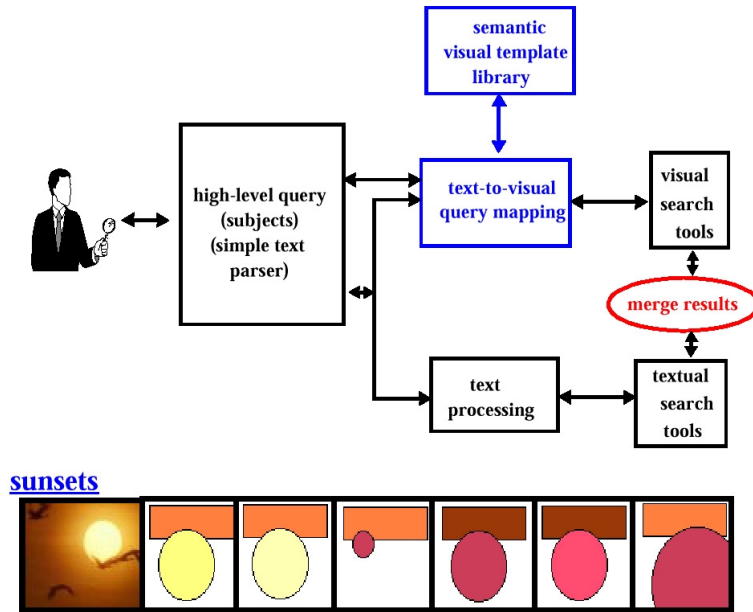 semantic
visual template
library
high-level query
(subjects)
(simple text
parser)
text-to-visual
query mapping
visual
search
tools
merge results
text
processing
textual
search
tools
sunsets